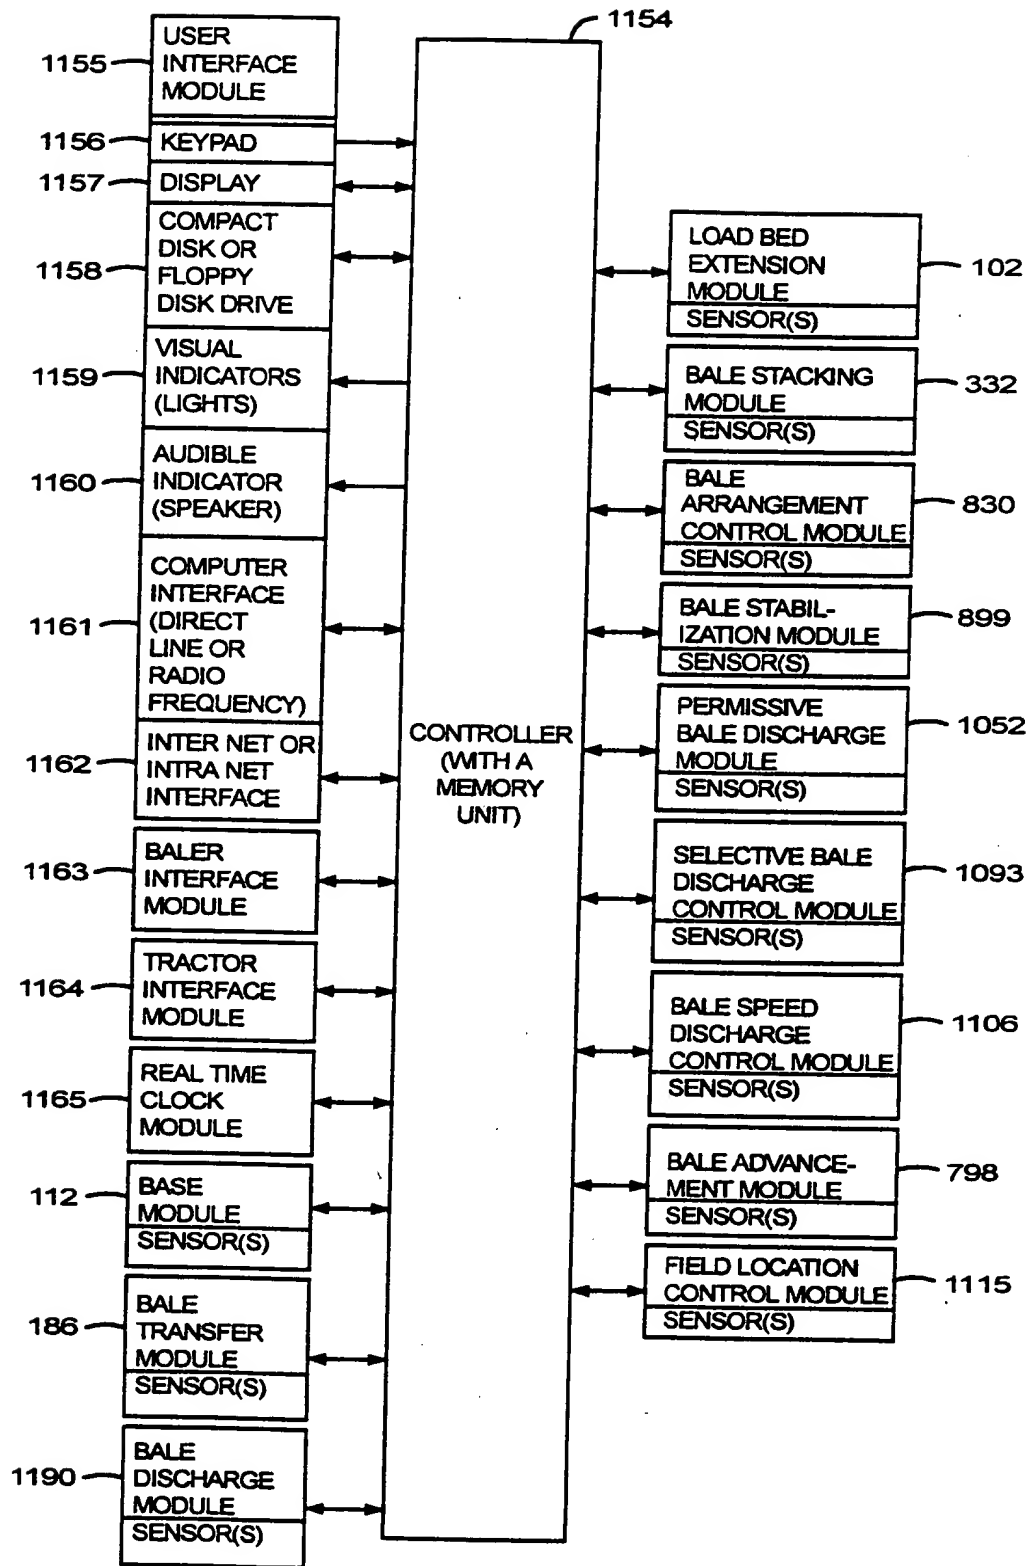 1154
1155
USER
INTERFACE
MODULE
1156
KEYPAD
1157
DISPLAY
1158
COMPACT
DISK OR
FLOPPY
DISK DRIVE
1159
VISUAL
INDICATORS
(LIGHTS)
1160
AUDIBLE
INDICATOR
(SPEAKER)
1161
COMPUTER
INTERFACE
(DIRECT
LINE OR
RADIO
FREQUENCY)
1162
INTER NET OR
INTRA NET
INTERFACE
1163
BALER
INTERFACE
MODULE
1164
TRACTOR
INTERFACE
MODULE
1165
REAL TIME
CLOCK
MODULE
112
BASE
MODULE
SENSOR(S)
186
BALE
TRANSFER
MODULE
SENSOR(S)
1190
BALE
DISCHARGE
MODULE
SENSOR(S)
CONTROLLER
(WITH A
MEMORY
UNIT)
LOAD BED
EXTENSION
MODULE
SENSOR(S)
102
BALE STACKING
MODULE
SENSOR(S)
332
BALE
ARRANGEMENT
CONTROL MODULE
SENSOR(S)
830
BALE STABIL-
IZATION MODULE
SENSOR(S)
899
PERMISSIVE
BALE DISCHARGE
MODULE
SENSOR(S)
1052
SELECTIVE BALE
DISCHARGE
CONTROL MODULE
SENSOR(S)
1093
BALE SPEED
DISCHARGE
CONTROL MODULE
SENSOR(S)
1106
BALE ADVANCE-
MENT MODULE
SENSOR(S)
798
FIELD LOCATION
CONTROL MODULE
SENSOR(S)
1115